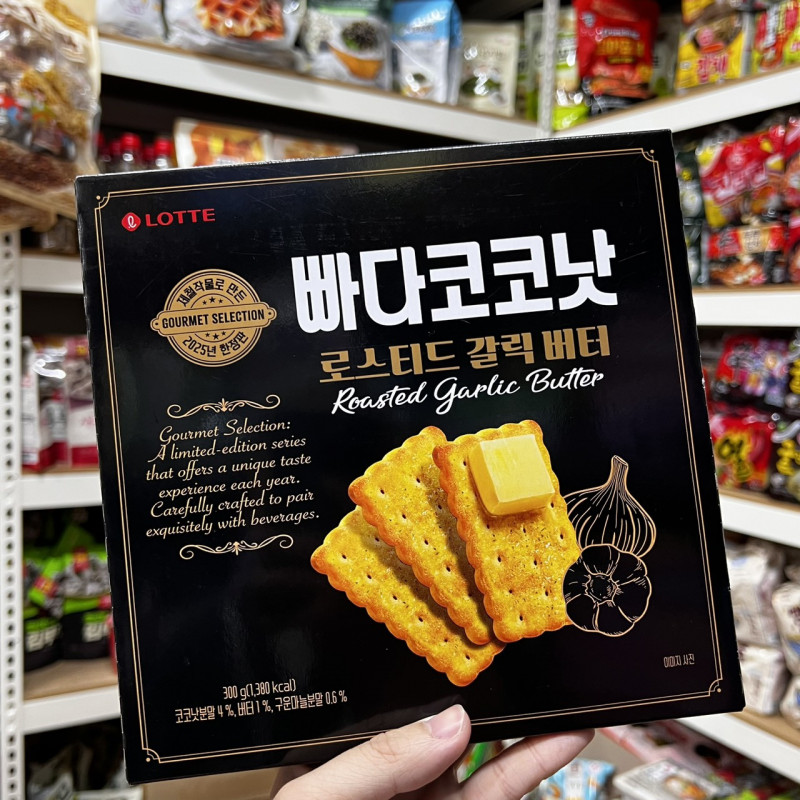 LOTTE
제철작물로 만든
GOURMET SELECTION
2025년 한정판
빠다코코낫
로스티드 갈릭 버터
Roasted Garlic Butter
Gourmet Selection:
A limited-edition series
that offers a unique taste
experience each year.
Carefully crafted to pair
exquisitely with beverages.
300 g(1,380 kcal)
코코낫분말 4 %, 버터 1 %, 구운마늘분말 0.6 %
이미지 사진